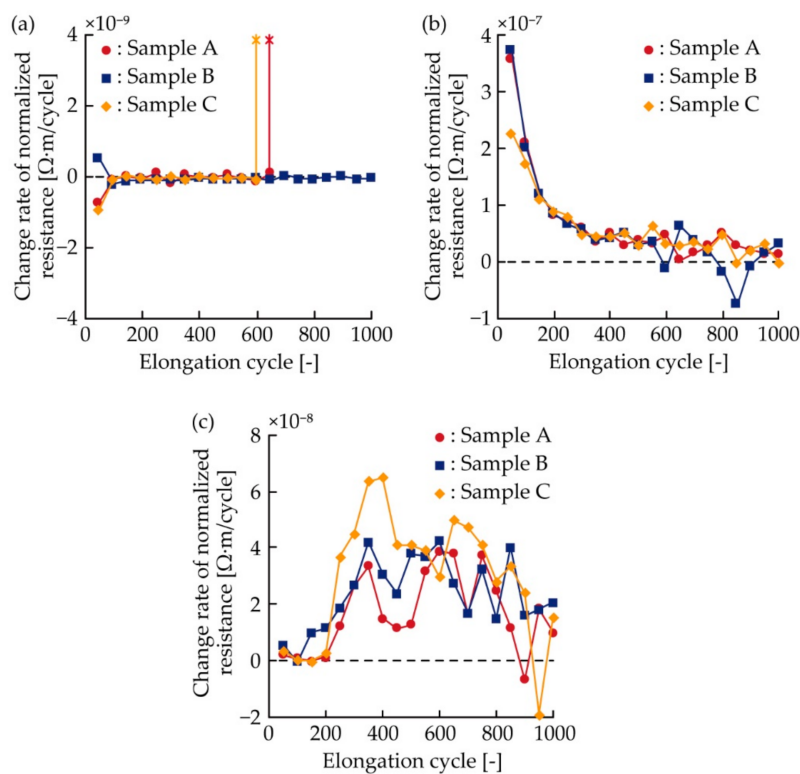 (a)
×10⁻⁹
4
2
0
−2
−4
Change rate of normalized
resistance [Ω·m/cycle]
: Sample A
: Sample B
: Sample C
0 200 400 600 800 1000
Elongation cycle [-]
(b)
×10⁻⁷
4
3
2
1
0
−1
Change rate of normalized
resistance [Ω·m/cycle]
: Sample A
: Sample B
: Sample C
0 200 400 600 800 1000
Elongation cycle [-]
(c)
×10⁻⁸
8
6
4
2
0
−2
Change rate of normalized
resistance [Ω·m/cycle]
: Sample A
: Sample B
: Sample C
0 200 400 600 800 1000
Elongation cycle [-]